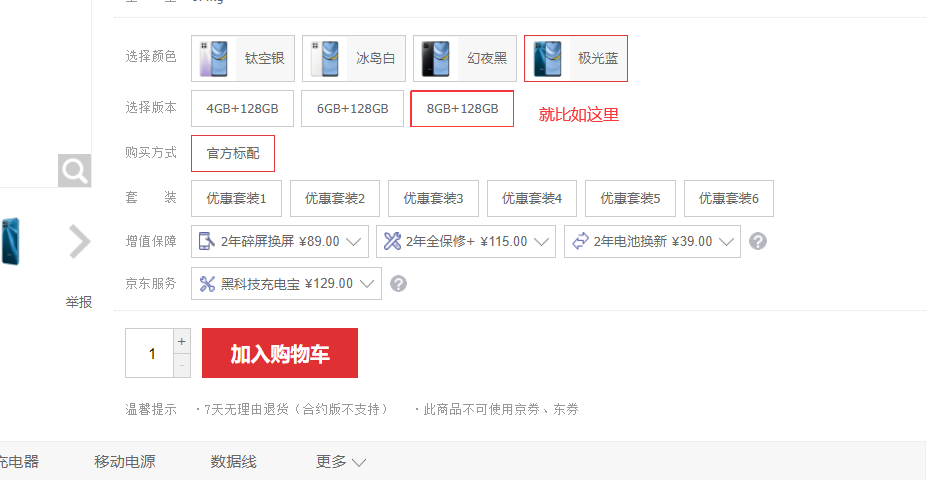 选择颜色 钛空银 冰岛白 幻夜黑 极光蓝
选择版本 4GB+128GB 6GB+128GB 8GB+128GB 就比如这里
购买方式 官方标配
套 装 优惠套装1 优惠套装2 优惠套装3 优惠套装4 优惠套装5 优惠套装6
增值保障 2年碎屏换屏 ¥89.00 2年全保修+ ¥115.00 2年电池换新 ¥39.00 ?
京东服务 黑科技充电宝 ¥129.00 ?
举报
1 + - 加入购物车
温馨提示 ·7天无理由退货（合约版不支持） ·此商品不可使用京券、东券
充电器 移动电源 数据线 更多